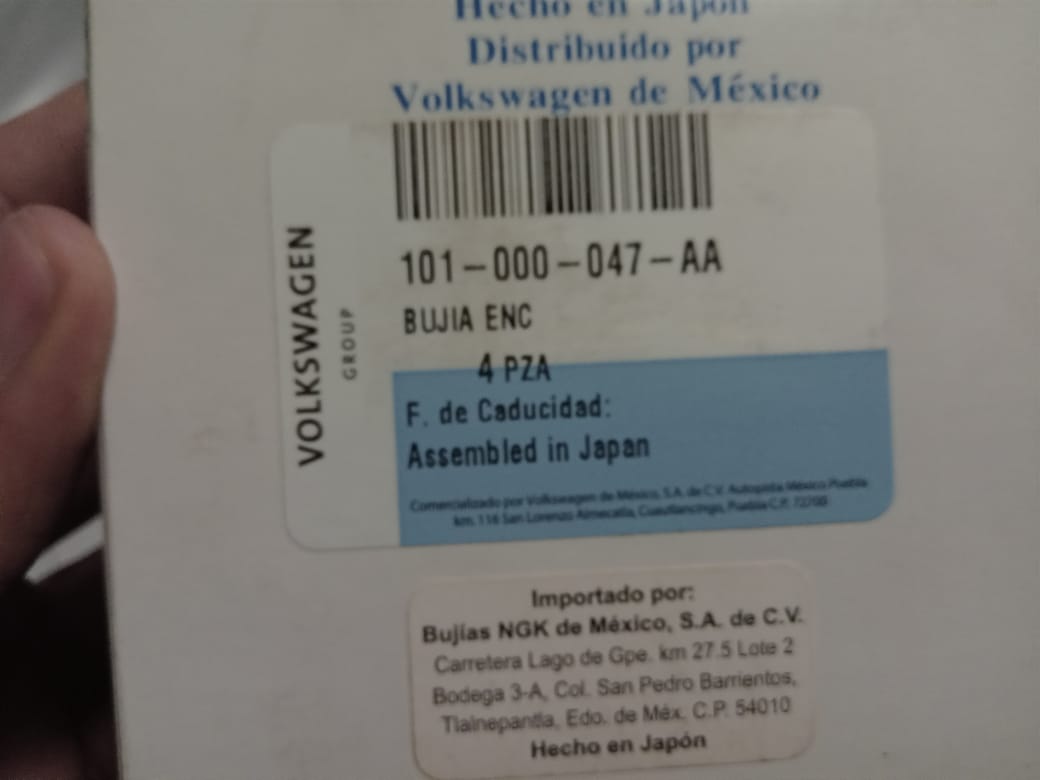 Hecho en Japón
Distribuido por
Volkswagen de México
VOLKSWAGEN
GROUP
101-000-047-AA
BUJIA ENC
4 PZA
F. de Caducidad:
Assembled in Japan
Comercializado por Volkswagen de México, S.A. de C.V. Autopista México Puebla
km. 116 San Lorenzo Almecatla, Cuautlancingo, Puebla C.P. 72700
Importado por:
Bujías NGK de México, S.A. de C.V.
Carretera Lago de Gpe. km 27.5 Lote 2
Bodega 3-A, Col. San Pedro Barrientos,
Tlalnepantla, Edo. de Méx. C.P. 54010
Hecho en Japón